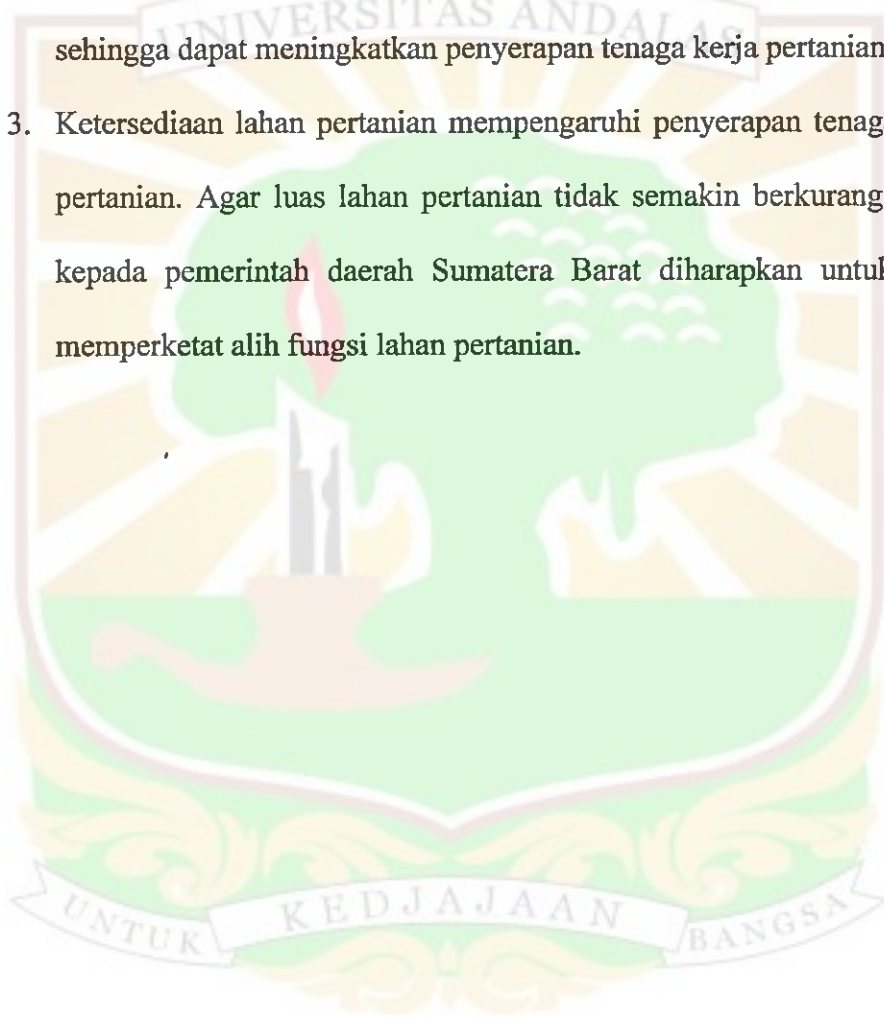 UNIVERSITAS ANDALAS
sehingga dapat meningkatkan penyerapan tenaga kerja pertanian
3. Ketersediaan lahan pertanian mempengaruhi penyerapan tenag
pertanian. Agar luas lahan pertanian tidak semakin berkurang
kepada pemerintah daerah Sumatera Barat diharapkan untuk
memperketat alih fungsi lahan pertanian.
UNTUK KEDJAJAAN BANGSA